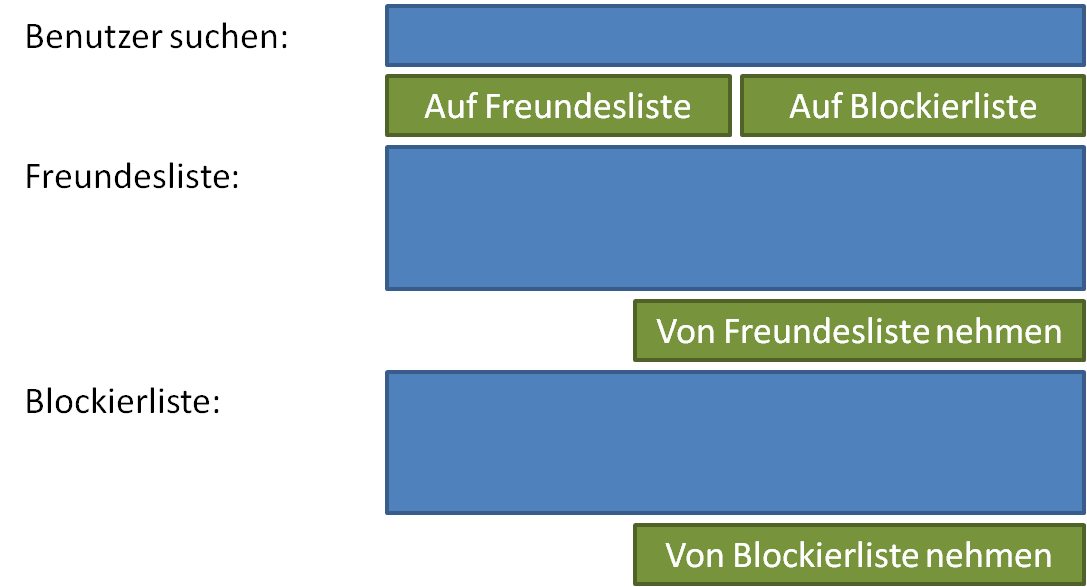 Benutzer suchen:
Auf Freundesliste
Auf Blockierliste
Freundesliste:
Von Freundesliste nehmen
Blockierliste:
Von Blockierliste nehmen